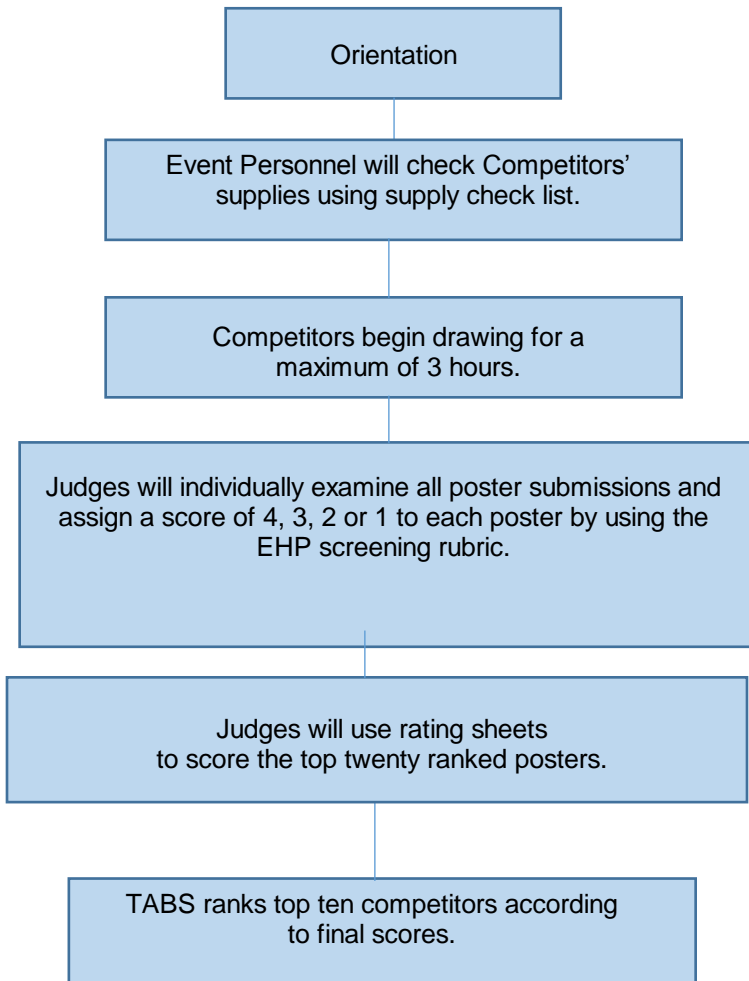 Orientation
Event Personnel will check Competitors’
supplies using supply check list.
Competitors begin drawing for a
maximum of 3 hours.
Judges will individually examine all poster submissions and
assign a score of 4, 3, 2 or 1 to each poster by using the
EHP screening rubric.
Judges will use rating sheets
to score the top twenty ranked posters.
TABS ranks top ten competitors according
to final scores.